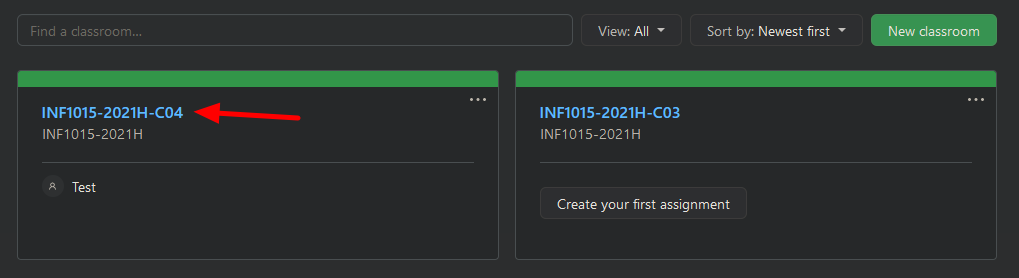 Find a classroom...
View: All
Sort by: Newest first
New classroom
INF1015-2021H-C04
INF1015-2021H
Test
INF1015-2021H-C03
INF1015-2021H
Create your first assignment